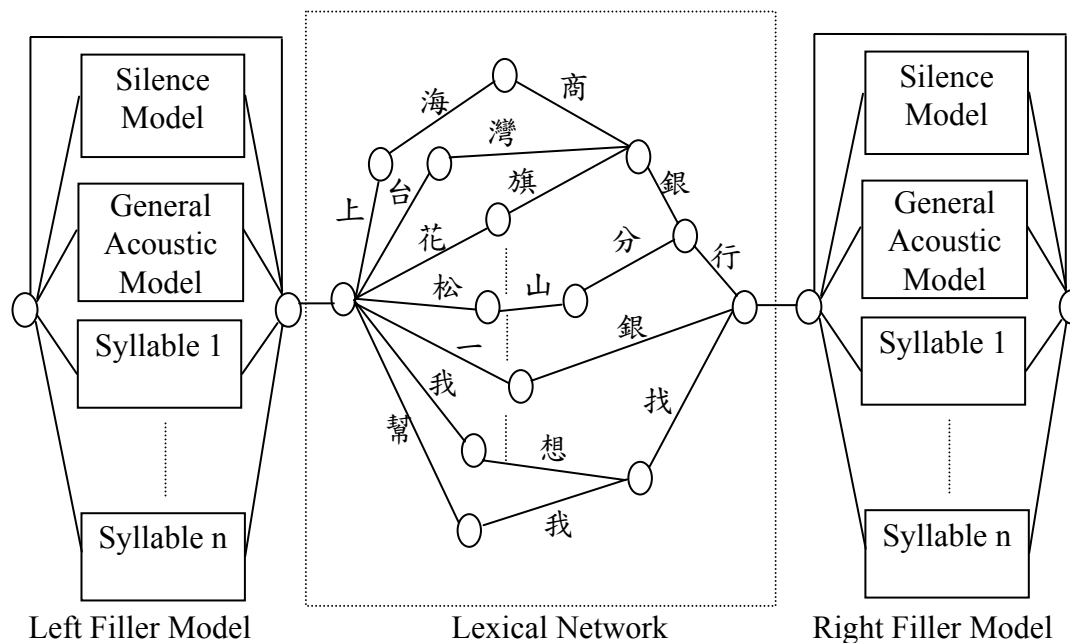 Silence
Model
General
Acoustic
Model
Syllable 1
Syllable n
Left Filler Model
海
商
灣
台
上
旗
銀
花
分
行
松
山
一
銀
我
找
幫
想
我
Lexical Network
Silence
Model
General
Acoustic
Model
Syllable 1
Syllable n
Right Filler Model